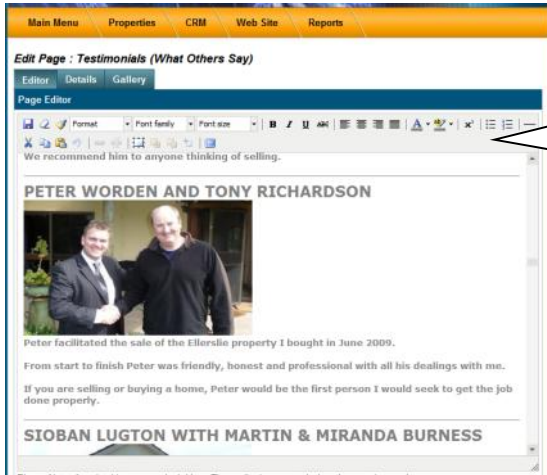 Main Menu Properties CRM Web Site Reports
Edit Page : Testimonials (What Others Say)
Editor Details Gallery
Page Editor
Format Font family Font size B I U ABC A ab x²
We recommend him to anyone thinking of selling.
PETER WORDEN AND TONY RICHARDSON
Peter facilitated the sale of the Ellerslie property I bought in June 2009.
From start to finish Peter was friendly, honest and professional with all his dealings with me.
If you are selling or buying a home, Peter would be the first person I would seek to get the job
done properly.
SIOBAN LUGTON WITH MARTIN & MIRANDA BURNESS